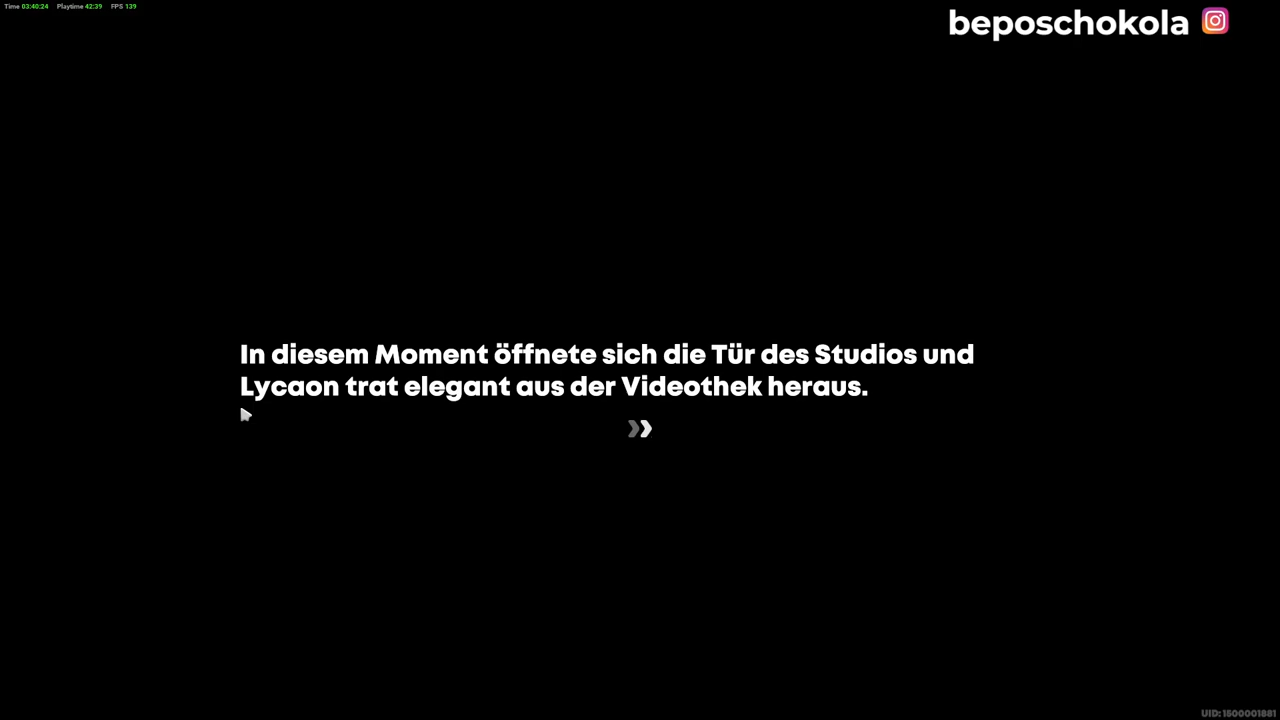 Time 03:40:24 Playtime 42:39 FPS 139
beposchokola
In diesem Moment öffnete sich die Tür des Studios und
Lycaon trat elegant aus der Videothek heraus.
UID: 1500001881